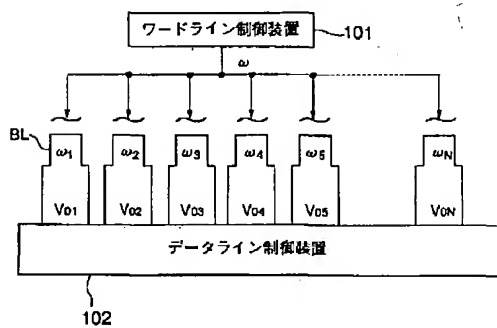 ワードライン制御装置
101
ω
BL
ω1 ω2 ω3 ω4 ω5 ωN
V01 V02 V03 V04 V05 V0N
データライン制御装置
102